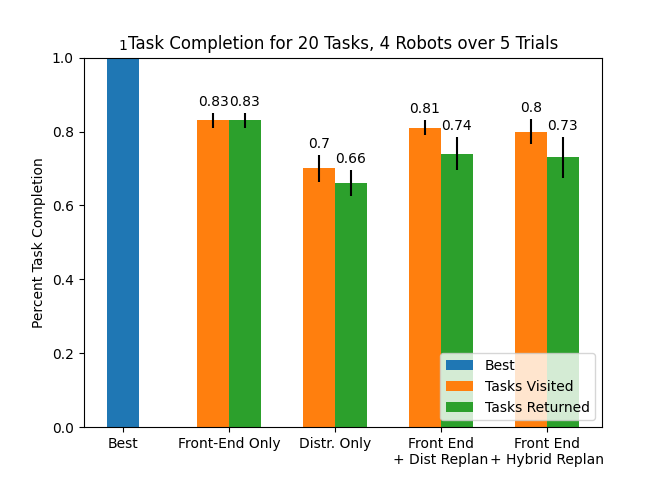 Task Completion for 20 Tasks, 4 Robots over 5 Trials
1
0.83 0.83
0.7 0.66
0.81 0.74
0.8 0.73
Percent Task Completion
1.0
0.8
0.6
0.4
0.2
0.0
Best
Tasks Visited
Tasks Returned
Best
Front-End Only
Distr. Only
Front End
+ Dist Replan
Front End
+ Hybrid Replan